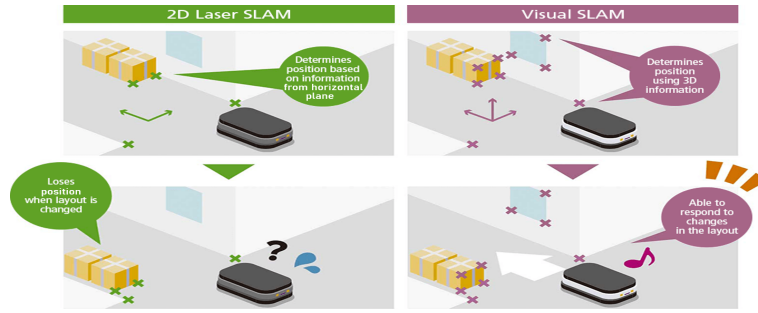 2D Laser SLAM
Visual SLAM
Determines
position based
on information
from horizontal
plane
Determines
position
using 3D
information
Loses
position
when layout is
changed
?
Able to
respond to
changes
in the layout